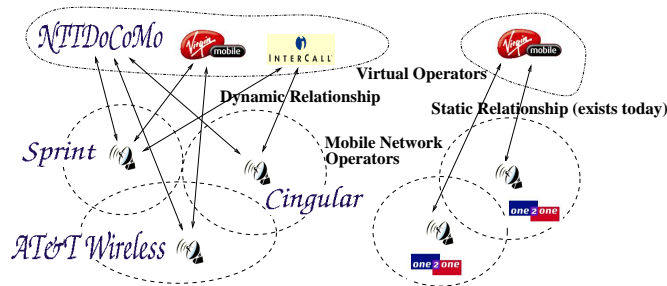 NTTDoCoMo
Virgin
mobile
INTERCALL
Virgin
mobile
Virtual Operators
Dynamic Relationship
Static Relationship (exists today)
Sprint
Mobile Network
Operators
Cingular
one2one
AT&T Wireless
one2one